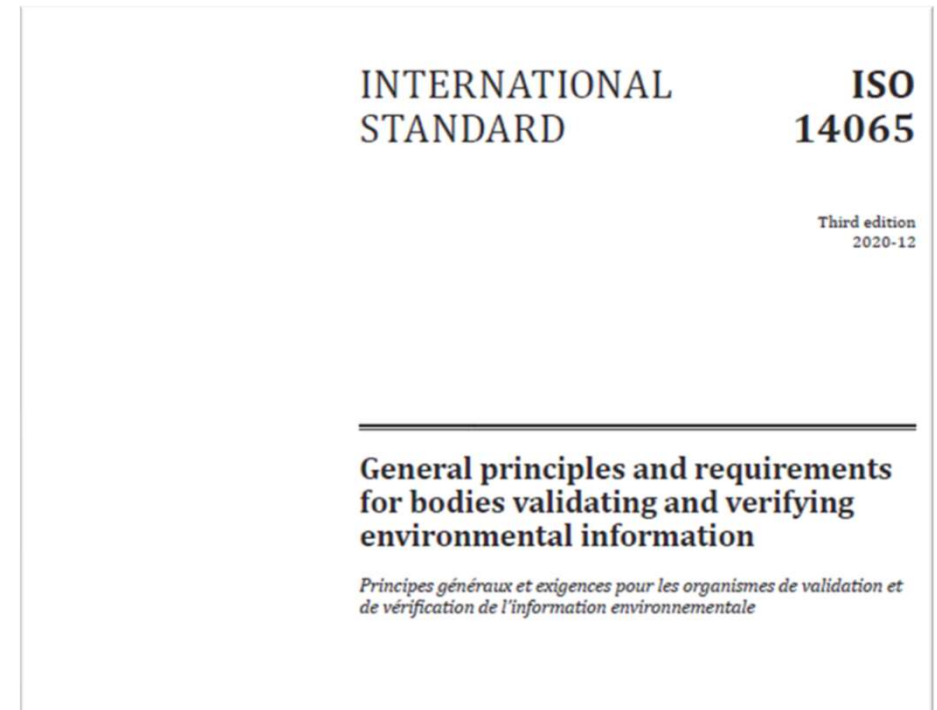 INTERNATIONAL
STANDARD
ISO
14065
Third edition
2020-12
General principles and requirements
for bodies validating and verifying
environmental information
Principes généraux et exigences pour les organismes de validation et
de vérification de l'information environnementale